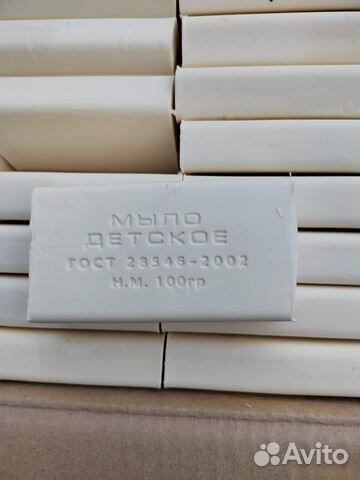 МЫЛО
ДЕТСКОЕ
ГОСТ 28546-2002
Н.М. 100гр
Avito